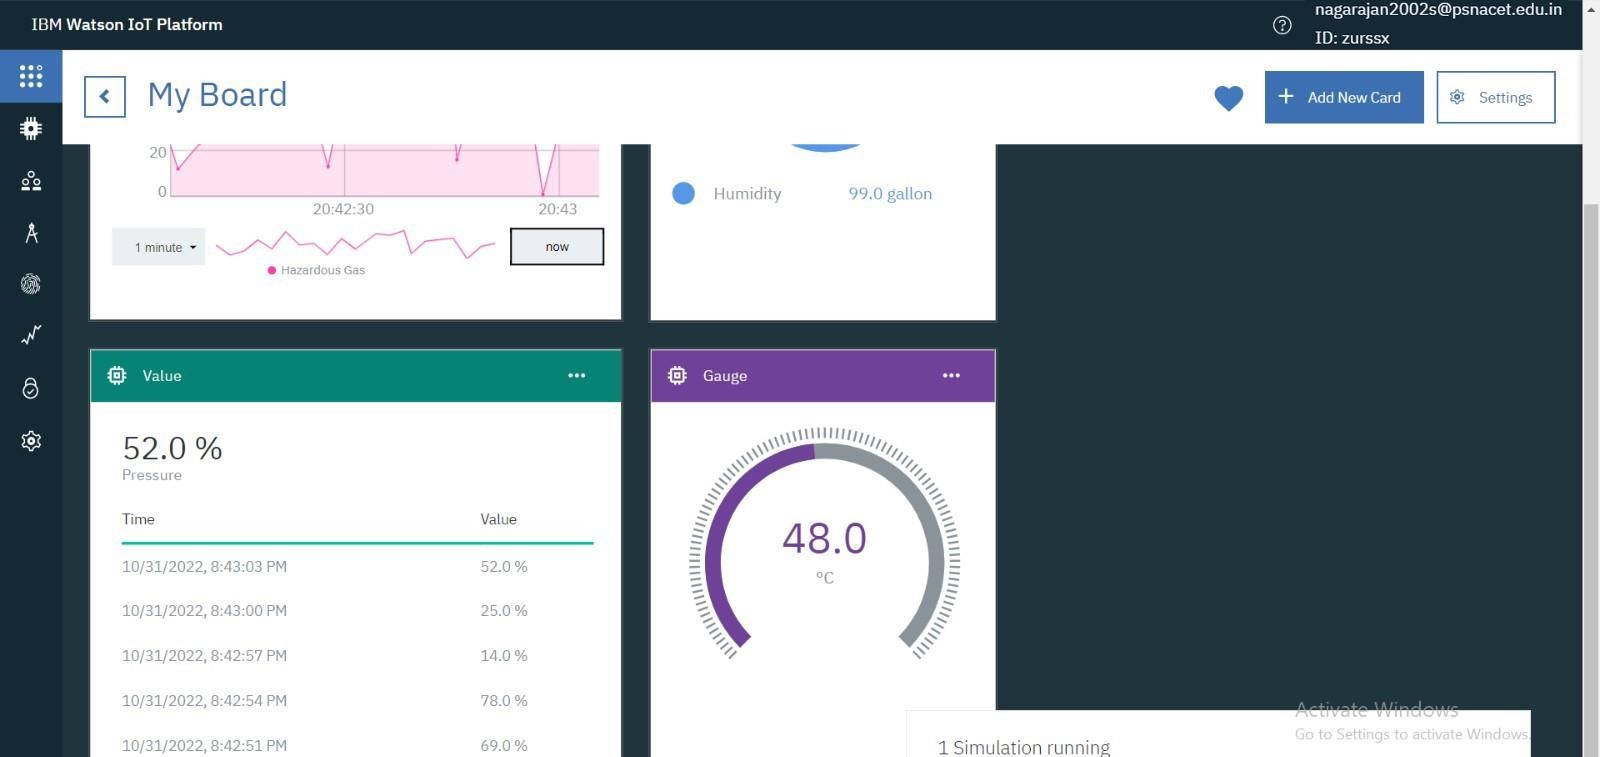 IBM Watson IoT Platform
nagarajan2002s@psnacet.edu.in
ID: zurssx
My Board
Add New Card
Settings
20
0
20:42:30
20:43
1 minute
now
Hazardous Gas
Humidity
99.0 gallon
Value
52.0 %
Pressure
Time Value
10/31/2022, 8:43:03 PM 52.0 %
10/31/2022, 8:43:00 PM 25.0 %
10/31/2022, 8:42:57 PM 14.0 %
10/31/2022, 8:42:54 PM 78.0 %
10/31/2022, 8:42:51 PM 69.0 %
Gauge
48.0
°C
Activate Windows
Go to Settings to activate Windows.
1 Simulation running